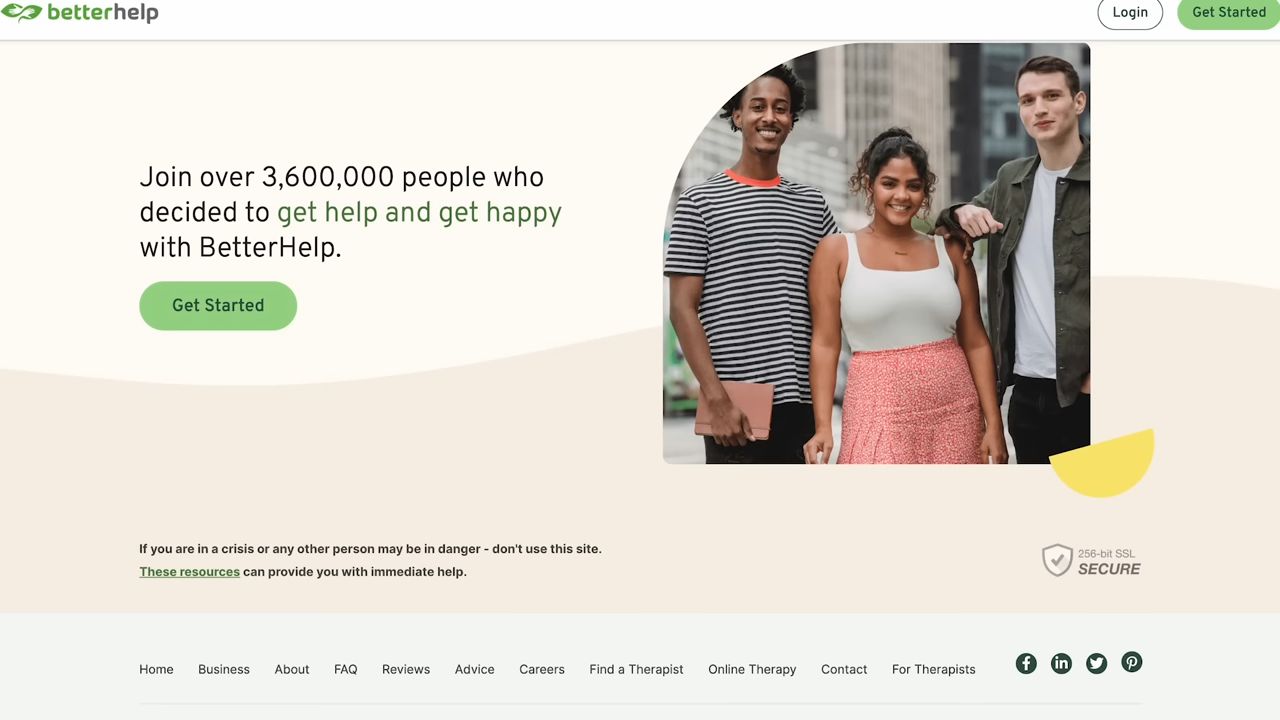 betterhelp
Login
Get Started
Join over 3,600,000 people who
decided to get help and get happy
with BetterHelp.
Get Started
If you are in a crisis or any other person may be in danger - don't use this site.
These resources can provide you with immediate help.
256-bit SSL
SECURE
Home Business About FAQ Reviews Advice Careers Find a Therapist Online Therapy Contact For Therapists